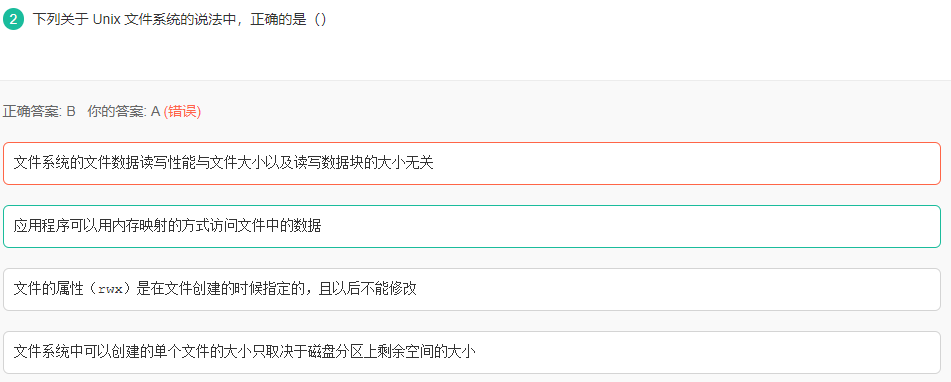 2 下列关于 Unix 文件系统的说法中，正确的是（）
正确答案: B 你的答案: A (错误)
文件系统的文件数据读写性能与文件大小以及读写数据块的大小无关
应用程序可以用内存映射的方式访问文件中的数据
文件的属性（rwx）是在文件创建的时候指定的，且以后不能修改
文件系统中可以创建的单个文件的大小只取决于磁盘分区上剩余空间的大小